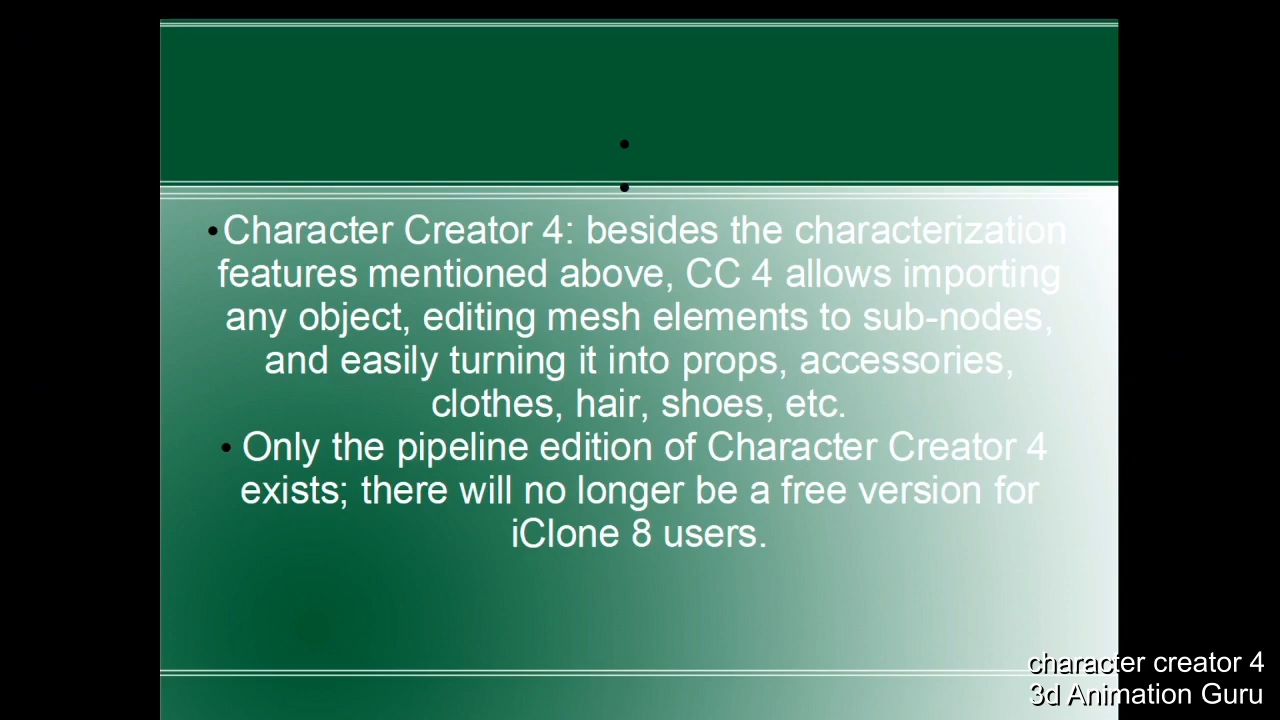 •
•
•Character Creator 4: besides the characterization
features mentioned above, CC 4 allows importing
any object, editing mesh elements to sub-nodes,
and easily turning it into props, accessories,
clothes, hair, shoes, etc.
• Only the pipeline edition of Character Creator 4
exists; there will no longer be a free version for
iClone 8 users.
character creator 4
3d Animation Guru